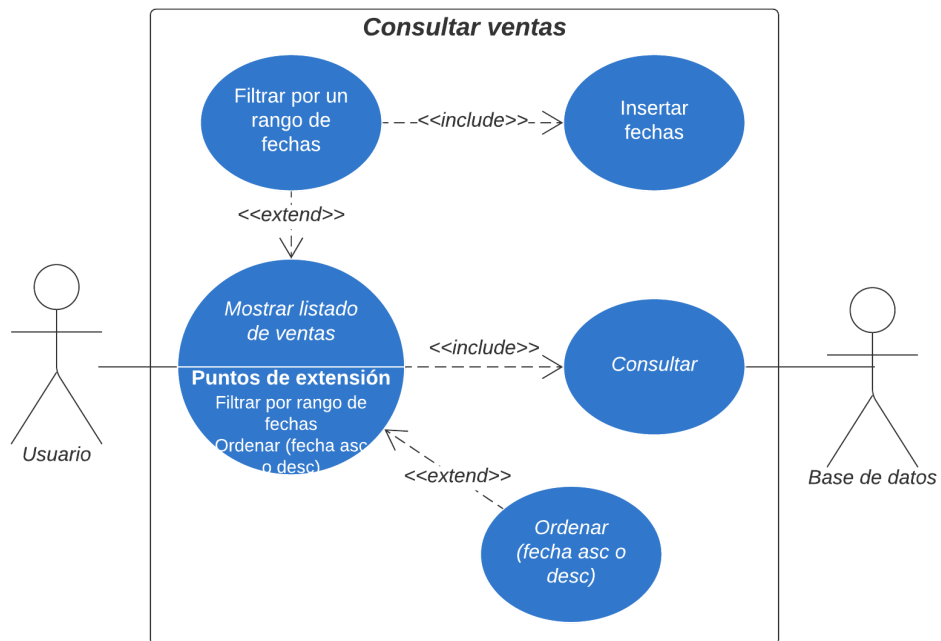 Consultar ventas
Filtrar por un
rango de
fechas
<<include>>
Insertar
fechas
<<extend>>
Mostrar listado
de ventas
Puntos de extensión
Filtrar por rango de
fechas
Ordenar (fecha asc
o desc)
<<include>>
Consultar
Usuario
Base de datos
<<extend>>
Ordenar
(fecha asc o
desc)